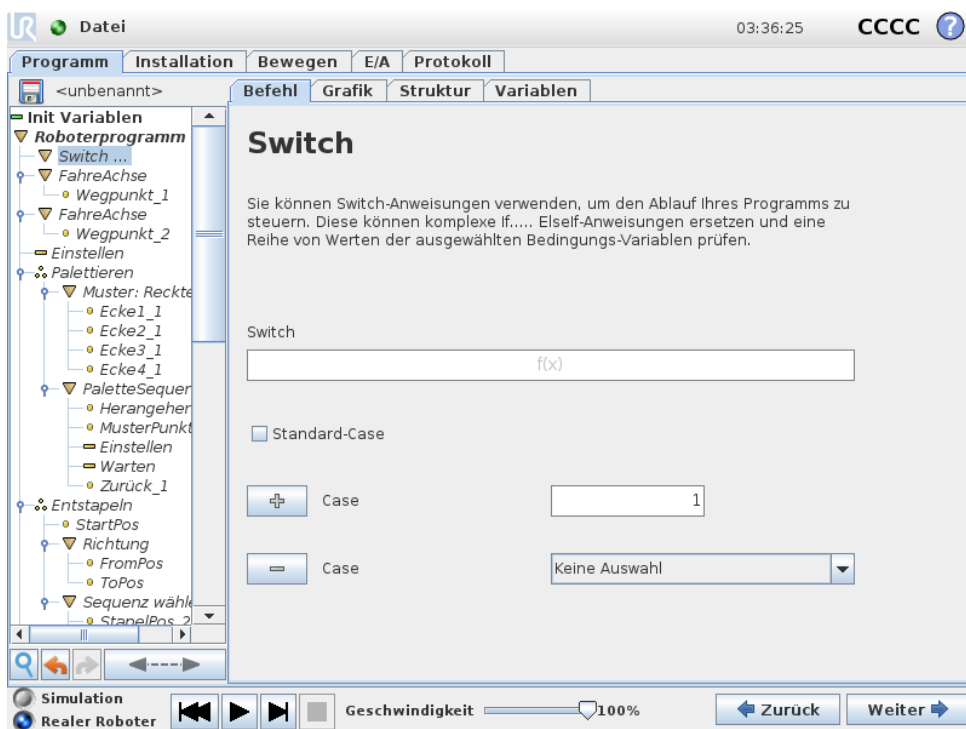 Datei
03:36:25
CCCC
?
Programm Installation Bewegen E/A Protokoll
<unbenannt>
Befehl Grafik Struktur Variablen
Init Variablen
Roboterprogramm
Switch ...
FahreAchse
Wegpunkt_1
FahreAchse
Wegpunkt_2
Einstellen
Palettieren
Muster: Reckte
Ecke1_1
Ecke2_1
Ecke3_1
Ecke4_1
PaletteSequer
Herangeher
MusterPunkt
Einstellen
Warten
Zurück_1
Entstapeln
StartPos
Richtung
FromPos
ToPos
Sequenz wähle
StapelPos_2
Switch
Sie können Switch-Anweisungen verwenden, um den Ablauf Ihres Programms zu
steuern. Diese können komplexe If..... ElseIf-Anweisungen ersetzen und eine
Reihe von Werten der ausgewählten Bedingungs-Variablen prüfen.
Switch
f(x)
Standard-Case
Case 1
Case Keine Auswahl
Simulation
Realer Roboter
Geschwindigkeit 100%
Zurück
Weiter